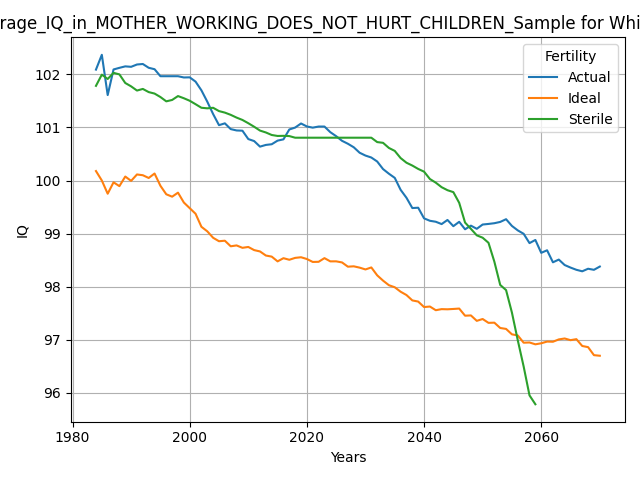 rage_IQ_in_MOTHER_WORKING_DOES_NOT_HURT_CHILDREN_Sample for Whi
Fertility
Actual
Ideal
Sterile
102
101
100
99
98
97
96
IQ
1980
2000
2020
2040
2060
Years